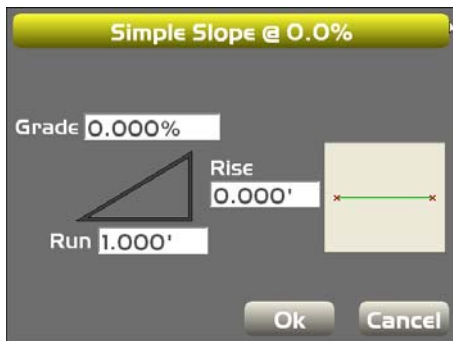 Simple Slope @ 0.0%
Grade 0.000%
Rise
0.000'
Run 1.000'
Ok Cancel